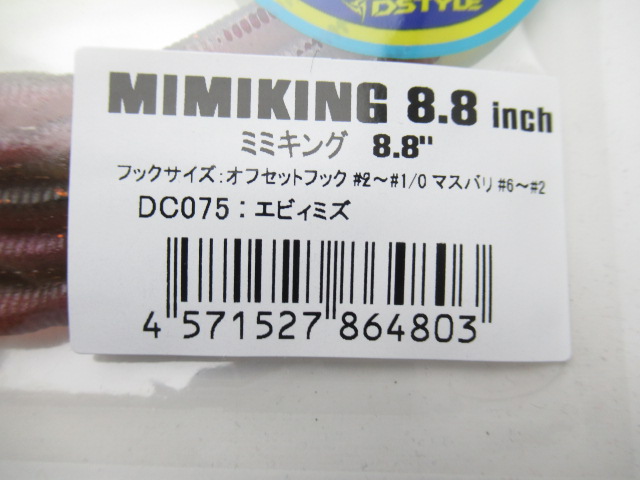 DSTYLE
MIMIKING 8.8 inch
ミミキング 8.8"
フックサイズ:オフセットフック #2～#1/0 マスバリ #6～#2
DC075:エビィミズ
4 571527 864803